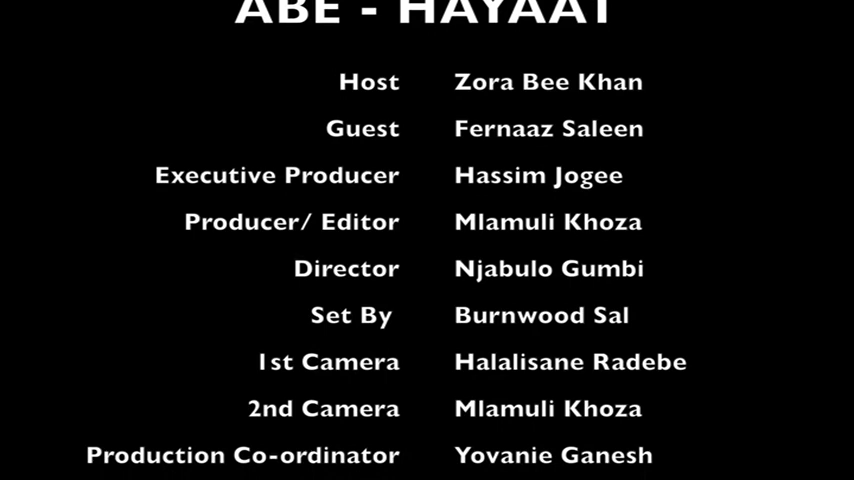 ABE - HAYAAT
Host Zora Bee Khan
Guest Fernaaz Saleen
Executive Producer Hassim Jogee
Producer/ Editor Mlamuli Khoza
Director Njabulo Gumbi
Set By Burnwood Sal
1st Camera Halalisane Radebe
2nd Camera Mlamuli Khoza
Production Co-ordinator Yovanie Ganesh